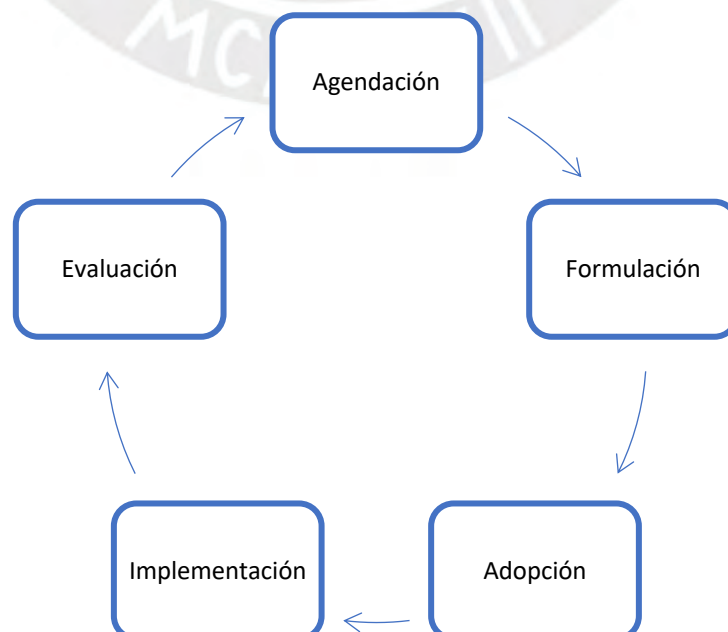 Agendación
Formulación
Adopción
Implementación
Evaluación